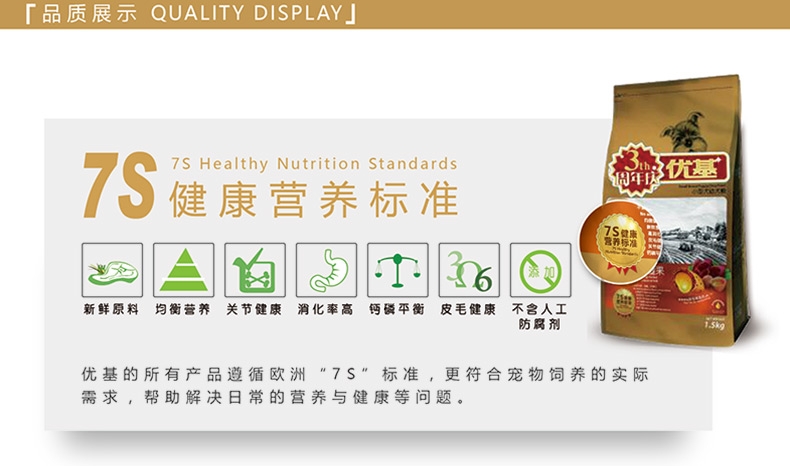 「品质展示 QUALITY DISPLAY」
7S
7S Healthy Nutrition Standards
健康营养标准
添加
新鲜原料
均衡营养
关节健康
消化率高
钙磷平衡
皮毛健康
不含人工
防腐剂
优基的所有产品遵循欧洲“7S”标准，更符合宠物饲养的实际
需求，帮助解决日常的营养与健康等问题。
3th
周年庆
优基
7S健康
营养标准
1.5kg